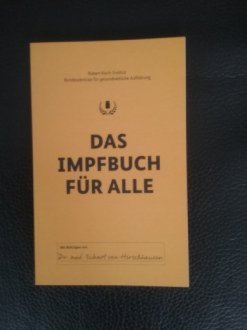 Robert Koch-Institut
Bundeszentrale für gesundheitliche Aufklärung
DAS
IMPFBUCH
FÜR ALLE
Mit Beiträgen von
Dr. med. Eckart von Hirschhausen